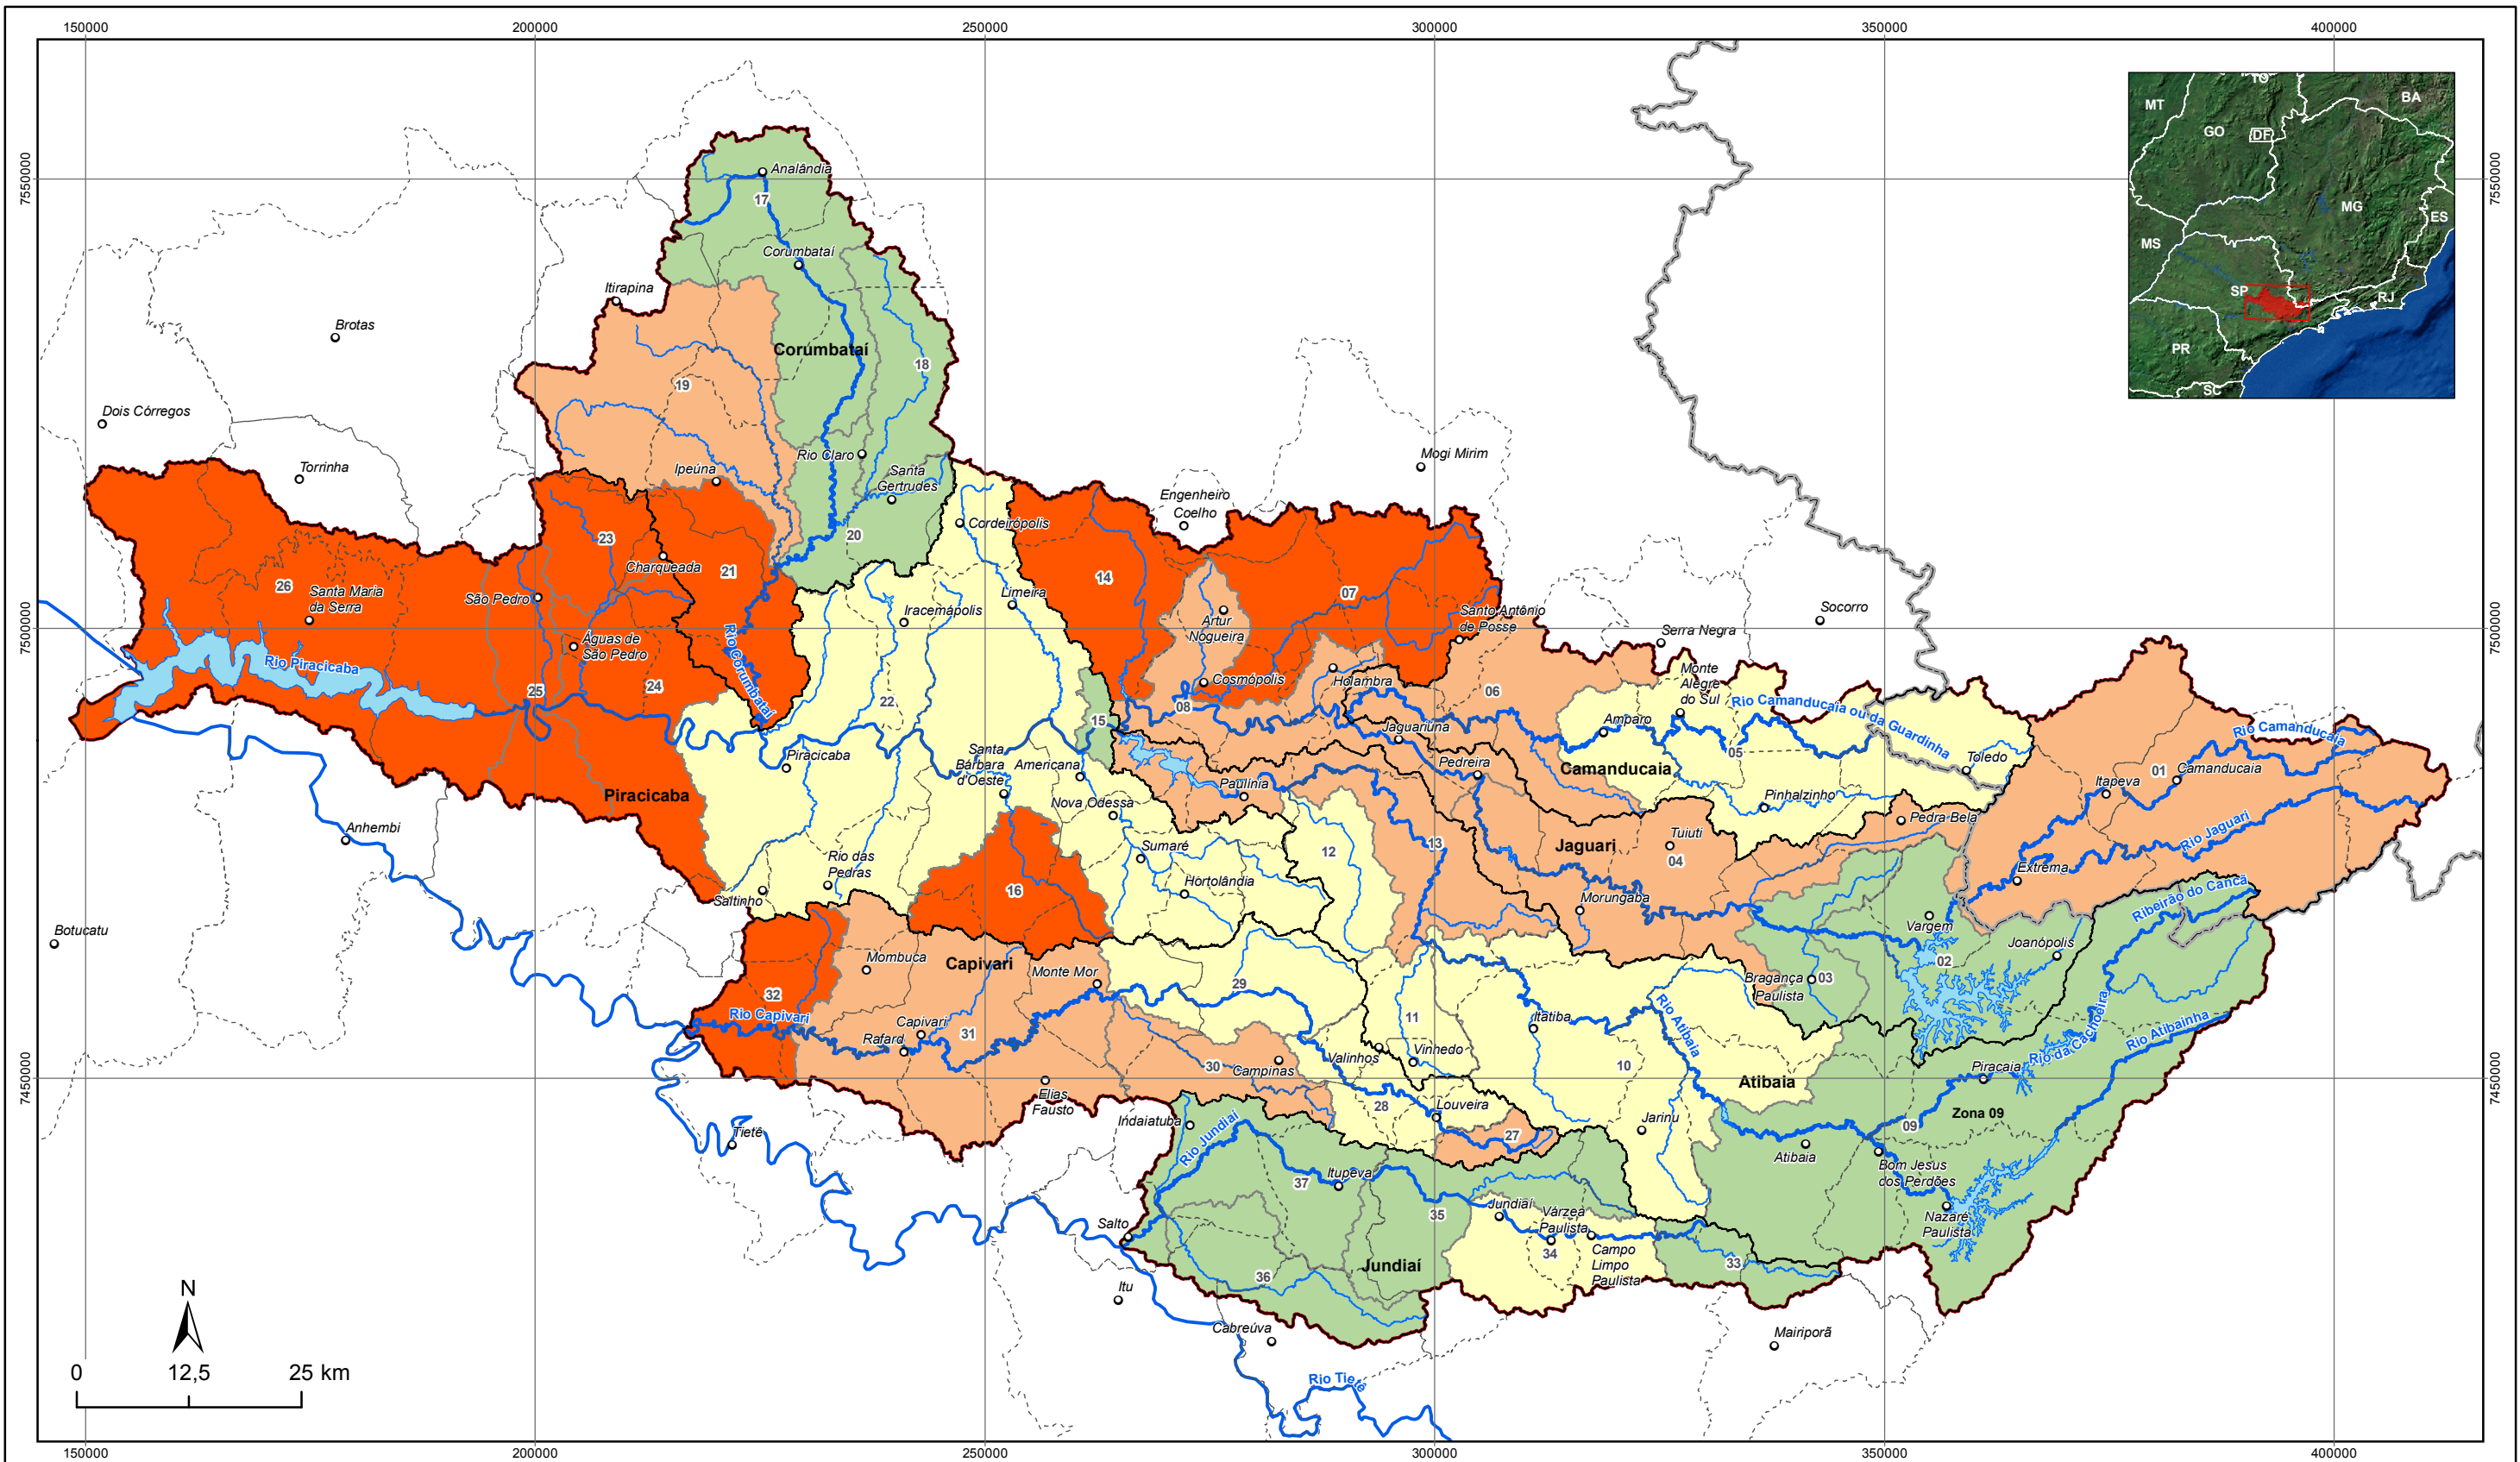 150000
200000
250000
300000
350000
400000
7550000
7550000
TO
MT
BA
GO
DF
MG
ES
MS
SP
RJ
PR
SC
Analândia
17
Corumbataí
Itirapina
Brotas
Corumbataí
18
19
Dois Córregos
Rio Claro
Mogi Mirim
Torrinha
Ipeúna
Santa
Gertrudes
Engenheiro
Coelho
Cordeirópolis
23
20
Charqueada
21
14
26
Santa Maria
da Serra
São Pedro
Iracemápolis
Limeira
07
Artur
Nogueira
Santo Antônio
de Posse
Socorro
7500000
7500000
Serra Negra
Águas de
São Pedro
Rio Piracicaba
Rio Corumbataí
Cosmópolis
Holambra
Monte
Alegre
do Sul
25
24
22
15
08
06
Rio Camanducaia ou da Guardinha
Rio Camanducaia
Jaguariúna
Amparo
05
Piracicaba
Santa
Bárbara
d'Oeste
Americana
Paulínia
Pedreira
Camanducaia
Toledo
01
Camanducaia
Itapeva
Piracicaba
Nova Odessa
Pinhalzinho
Pedra Bela
Rio Jaguari
Anhembi
Sumaré
12
13
Jaguari
Tuiuti
04
Rio das
Pedras
Hortolândia
Extrema
Saltinho
16
Morungaba
Ribeirão do Cancã
Vargem
Botucatu
Joanópolis
Mombuca
Capivari
Monte Mor
02
Bragança
Paulista
03
32
29
Rio Capivari
Capivari
Rafard
31
11
Itatiba
Rio Atibaia
Rio da Cachoeira
Rio Atibainha
Valinhos
Vinhedo
30
Campinas
10
Piracaia
7450000
7450000
Atibaia
Elias
Fausto
28
Louveira
Zona 09
Indaiatuba
Jarinu
09
Tietê
Rio Jundiaí
27
Atibaia
Bom Jesus
dos Perdões
37
Itupeva
Jundiaí
Várzea
Paulista
35
Salto
Nazaré
Paulista
34
Campo
Limpo
Paulista
Jundiaí
33
36
Itu
N
Cabreúva
Mairiporã
0
12,5
25 km
Rio Tietê
150000
200000
250000
300000
350000
400000